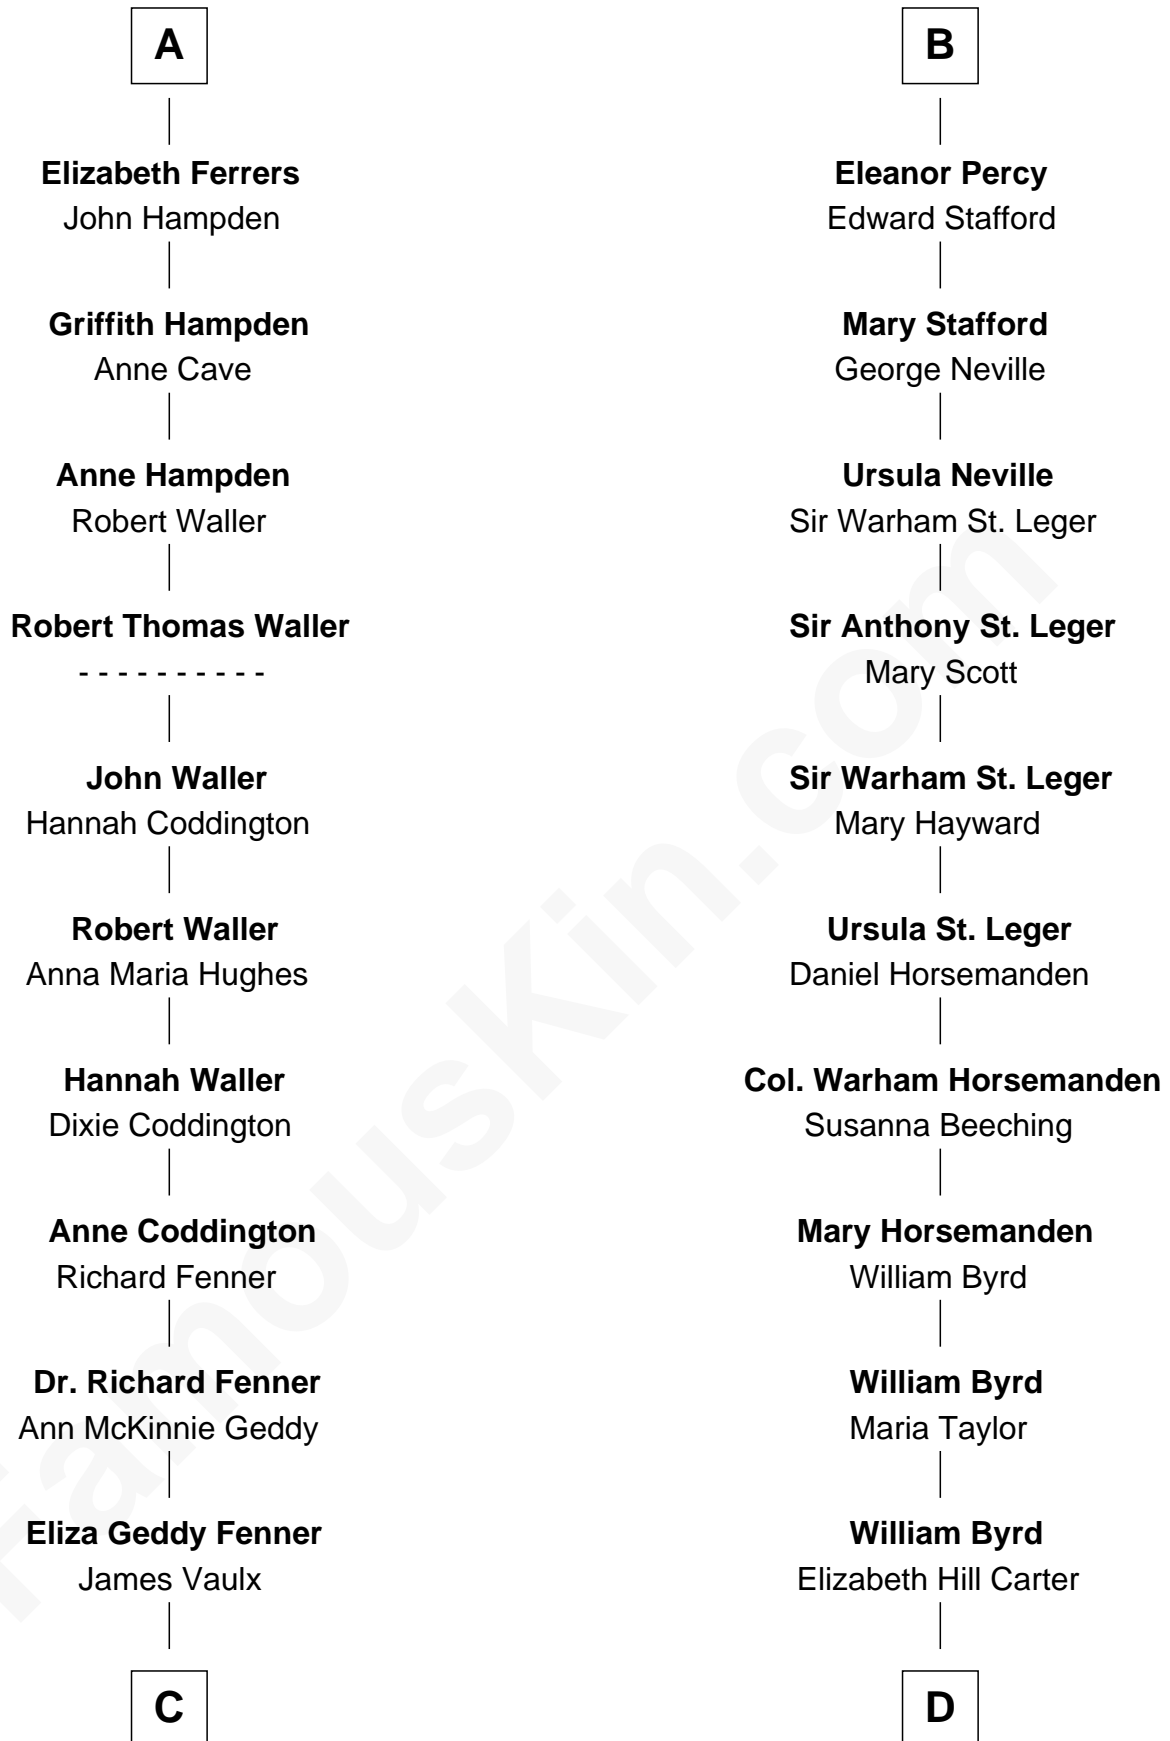 A
Elizabeth Ferrers
John Hampden
Griffith Hampden
Anne Cave
Anne Hampden
Robert Waller
Robert Thomas Waller
- - - - - - - - - -
John Waller
Hannah Coddington
Robert Waller
Anna Maria Hughes
Hannah Waller
Dixie Coddington
Anne Coddington
Richard Fenner
Dr. Richard Fenner
Ann McKinnie Geddy
Eliza Geddy Fenner
James Vaulx
C
B
Eleanor Percy
Edward Stafford
Mary Stafford
George Neville
Ursula Neville
Sir Warham St. Leger
Sir Anthony St. Leger
Mary Scott
Sir Warham St. Leger
Mary Hayward
Ursula St. Leger
Daniel Horsemanden
Col. Warham Horsemanden
Susanna Beeching
Mary Horsemanden
William Byrd
William Byrd
Maria Taylor
William Byrd
Elizabeth Hill Carter
D
FamousKin.com